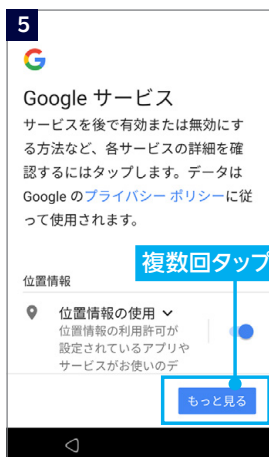 5
G
Google サービス
サービスを後で有効または無効にす
る方法など、各サービスの詳細を確
認するにはタップします。データは
Google のプライバシー ポリシーに従
って使用されます。
複数回タップ
位置情報
位置情報の使用
位置情報の利用許可が
設定されているアプリや
サービスがお使いのデ
もっと見る